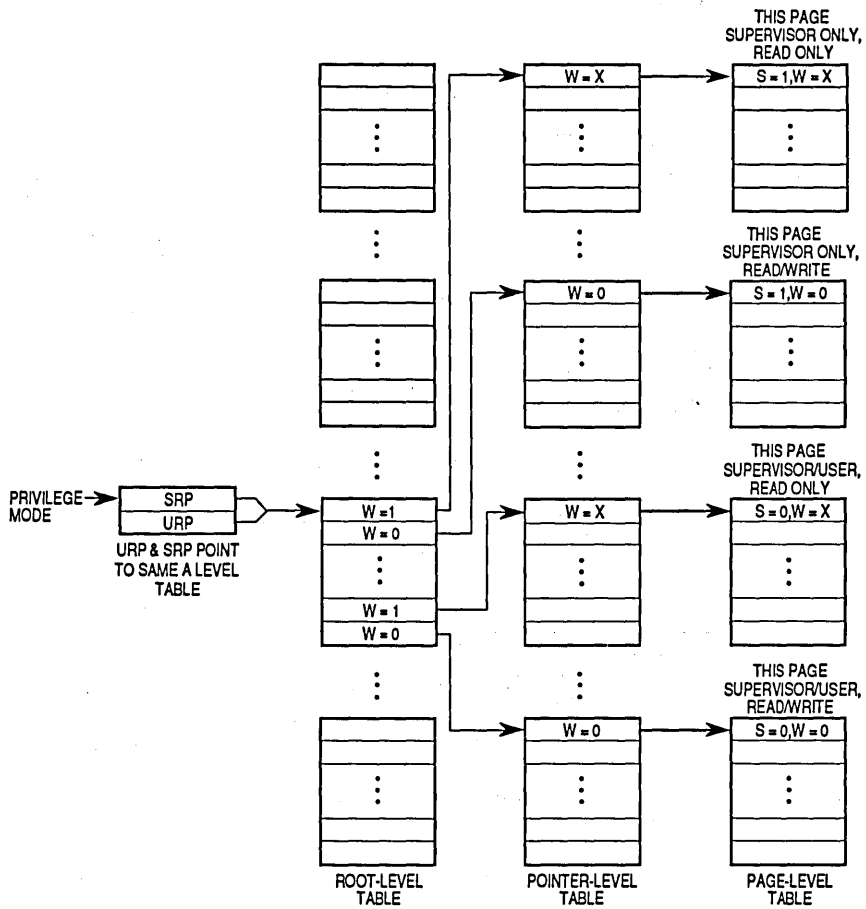 THIS PAGE
SUPERVISOR ONLY,
READ ONLY
W = X
S = 1,W = X
THIS PAGE
SUPERVISOR ONLY,
READ/WRITE
W = 0
S = 1,W = 0
PRIVILEGE
MODE
SRP
URP
URP & SRP POINT
TO SAME A LEVEL
TABLE
W =1
W = 0
W = 1
W = 0
THIS PAGE
SUPERVISOR/USER,
READ ONLY
W = X
S = 0,W = X
THIS PAGE
SUPERVISOR/USER,
READ/WRITE
W = 0
S = 0,W = 0
ROOT-LEVEL
TABLE
POINTER-LEVEL
TABLE
PAGE-LEVEL
TABLE